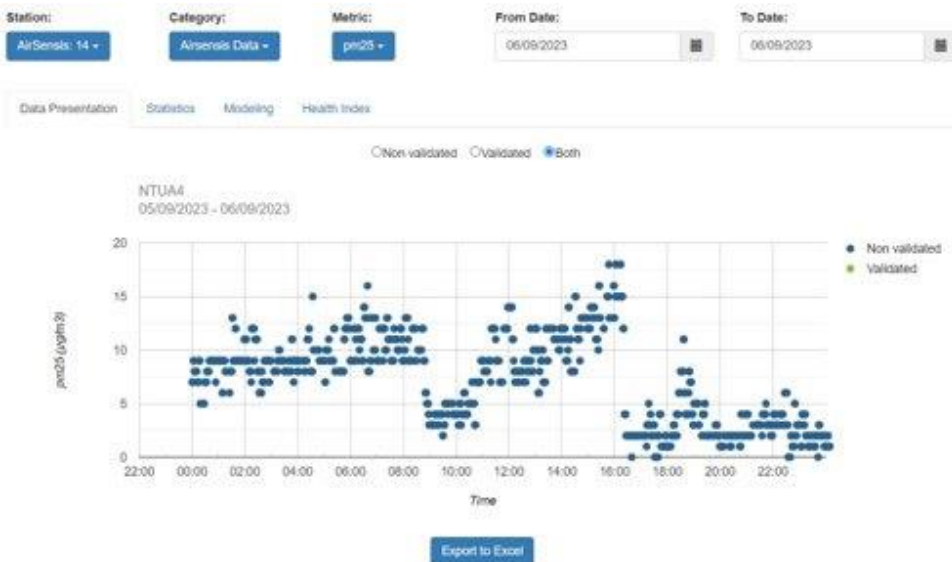 Station: Category: Metric: From Date: To Date:
AirSensis: 14 Airsensis Data pm25 06/09/2023 06/09/2023
Data Presentation Statistics Modeling Health Index
Non validated Validated Both
NTUA4
05/09/2023 - 06/09/2023
20
15
10
5
0
pm25 (μg/m3)
Non validated
Validated
22:00 00:00 02:00 04:00 06:00 08:00 10:00 12:00 14:00 16:00 18:00 20:00 22:00
Time
Export to Excel